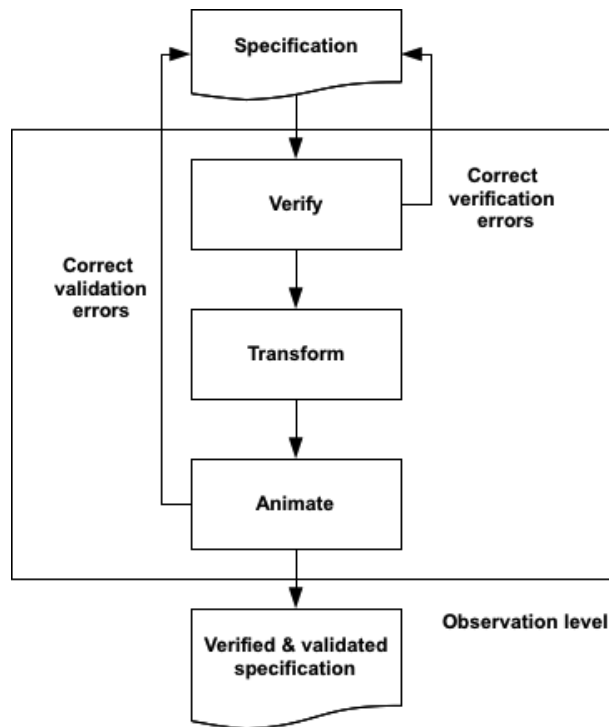 Specification
Verify
Correct
verification
errors
Correct
validation
errors
Transform
Animate
Observation level
Verified & validated
specification